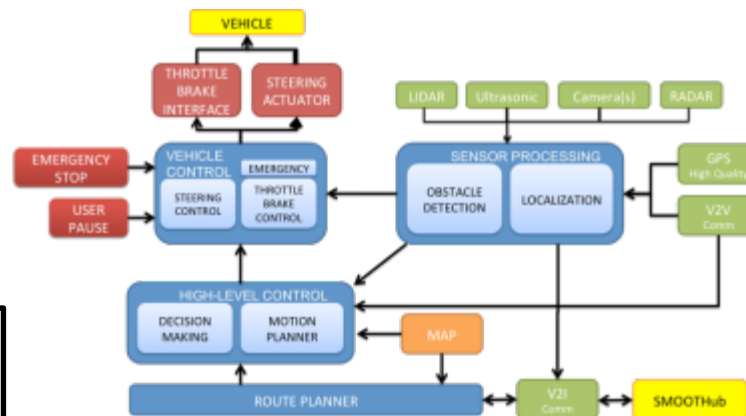 VEHICLE
THROTTLE
BRAKE
INTERFACE
STEERING
ACTUATOR
LIDAR
Ultrasonic
Camera(s)
RADAR
EMERGENCY
STOP
USER
PAUSE
VEHICLE
CONTROL
EMERGENCY
STEERING
CONTROL
THROTTLE
BRAKE
CONTROL
SENSOR PROCESSING
OBSTACLE
DETECTION
LOCALIZATION
GPS
High Quality
V2V
Comm
HIGH-LEVEL CONTROL
DECISION
MAKING
MOTION
PLANNER
MAP
ROUTE PLANNER
V2I
Comm
SMOOTHub